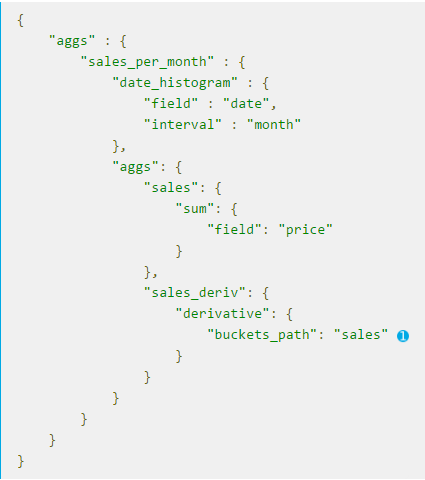 {
    "aggs" : {
        "sales_per_month" : {
            "date_histogram" : {
                "field" : "date",
                "interval" : "month"
            },
            "aggs": {
                "sales": {
                    "sum": {
                        "field": "price"
                    }
                },
                "sales_deriv": {
                    "derivative": {
                        "buckets_path": "sales" 1
                    }
                }
            }
        }
    }
}